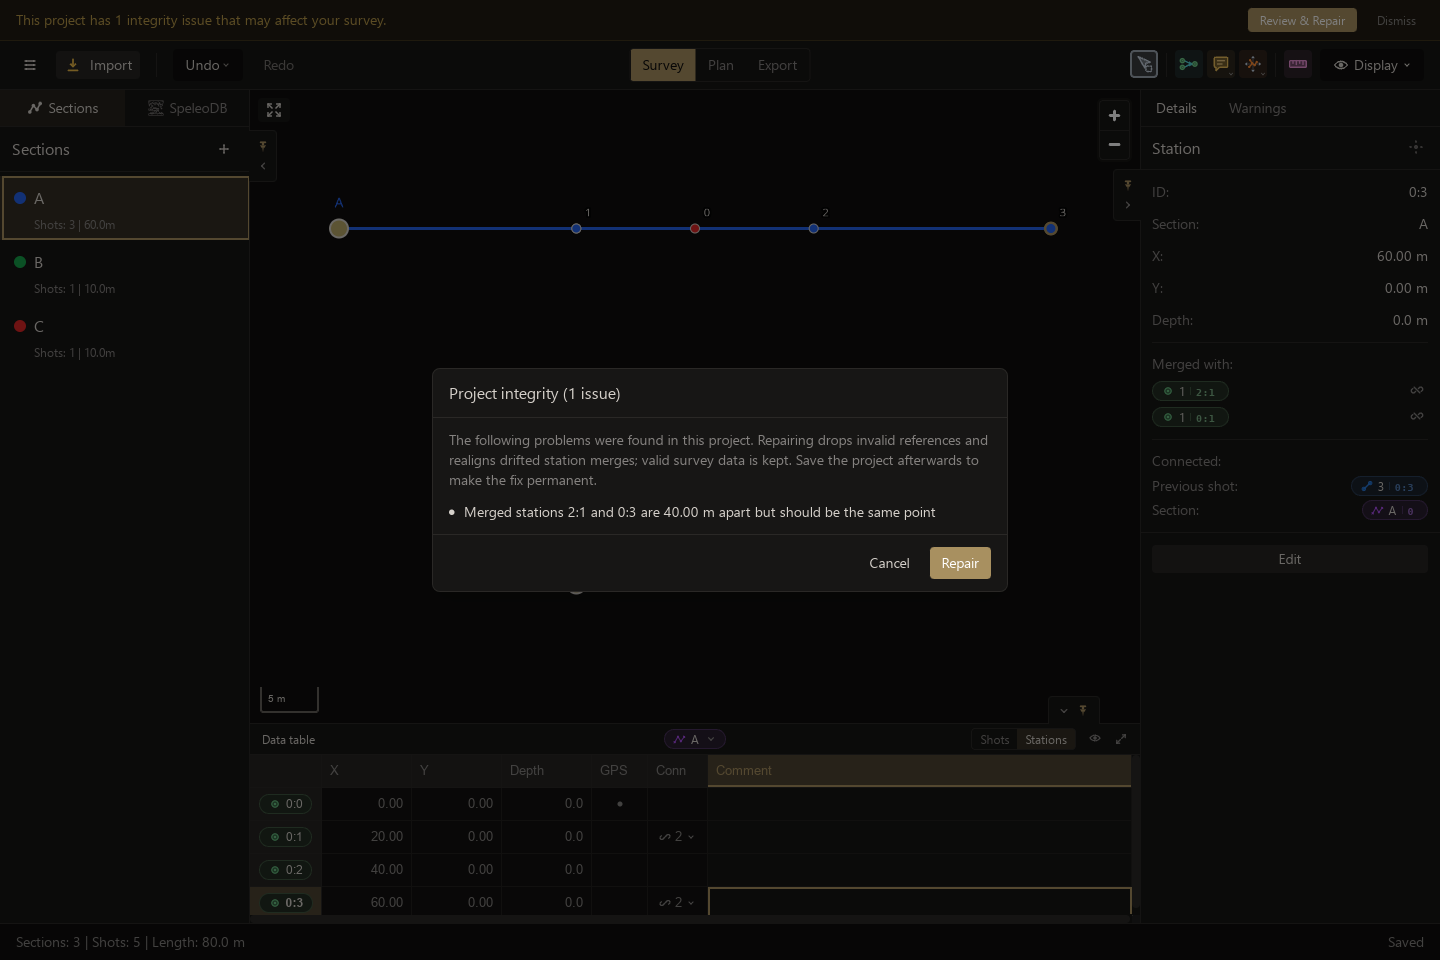 This project has 1 integrity issue that may affect your survey.
Review & Repair
Dismiss
Import
Undo
Redo
Survey
Plan
Export
Display
Sections
SpeleoDB
Sections
A
Shots: 3 | 60.0m
B
Shots: 1 | 10.0m
C
Shots: 1 | 10.0m
A
1
0
2
3
5 m
Project integrity (1 issue)
The following problems were found in this project. Repairing drops invalid references and
realigns drifted station merges; valid survey data is kept. Save the project afterwards to
make the fix permanent.
Merged stations 2:1 and 0:3 are 40.00 m apart but should be the same point
Cancel
Repair
Details
Warnings
Station
ID: 0:3
Section: A
X: 60.00 m
Y: 0.00 m
Depth: 0.0 m
Merged with:
1 | 2:1
1 | 0:1
Connected:
Previous shot: 3 | 0:3
Section: A | 0
Edit
Data table
A
Shots
Stations
X Y Depth GPS Conn Comment
0:0 0.00 0.00 0.0
0:1 20.00 0.00 0.0 2
0:2 40.00 0.00 0.0
0:3 60.00 0.00 0.0 2
Sections: 3 | Shots: 5 | Length: 80.0 m
Saved